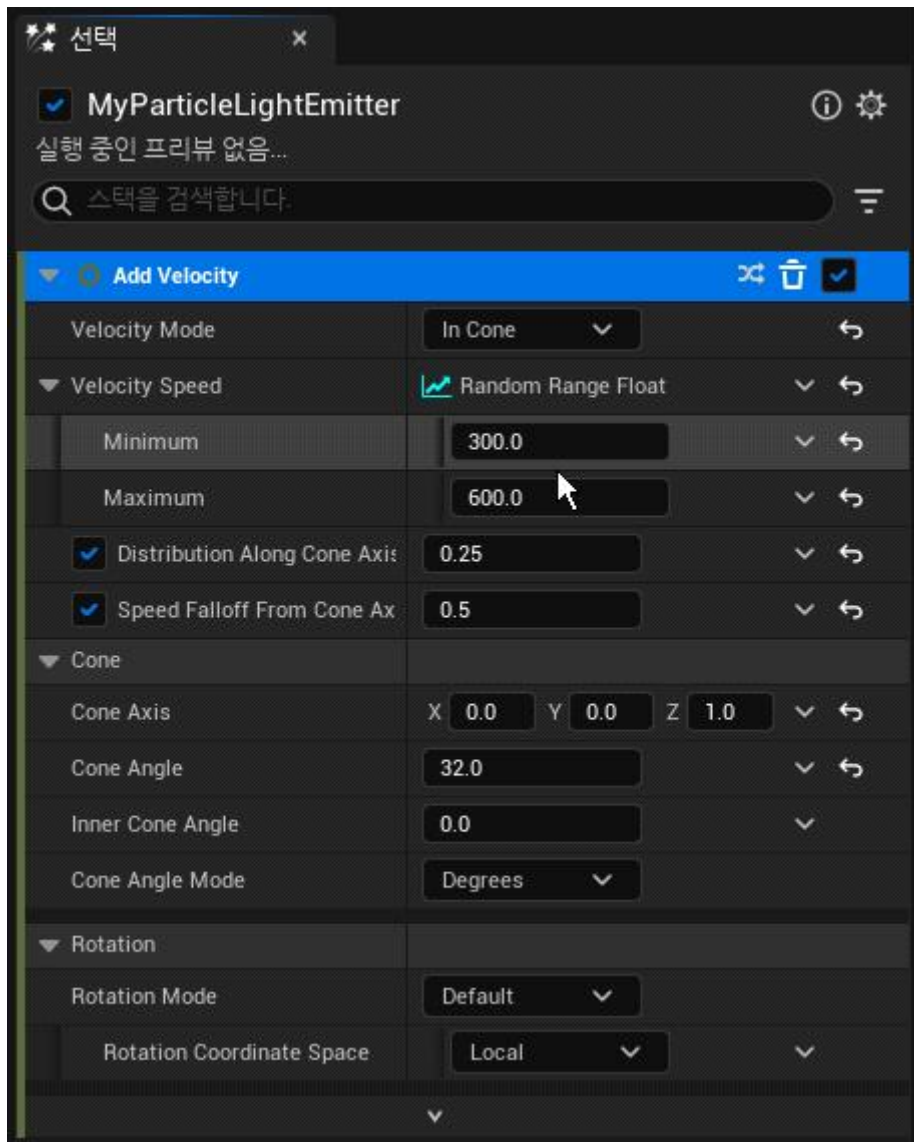 선택
MyParticleLightEmitter
실행 중인 프리뷰 없음...
스택을 검색합니다.
Add Velocity
Velocity Mode In Cone
Velocity Speed Random Range Float
Minimum 300.0
Maximum 600.0
Distribution Along Cone Axis 0.25
Speed Falloff From Cone Ax 0.5
Cone
Cone Axis X 0.0 Y 0.0 Z 1.0
Cone Angle 32.0
Inner Cone Angle 0.0
Cone Angle Mode Degrees
Rotation
Rotation Mode Default
Rotation Coordinate Space Local